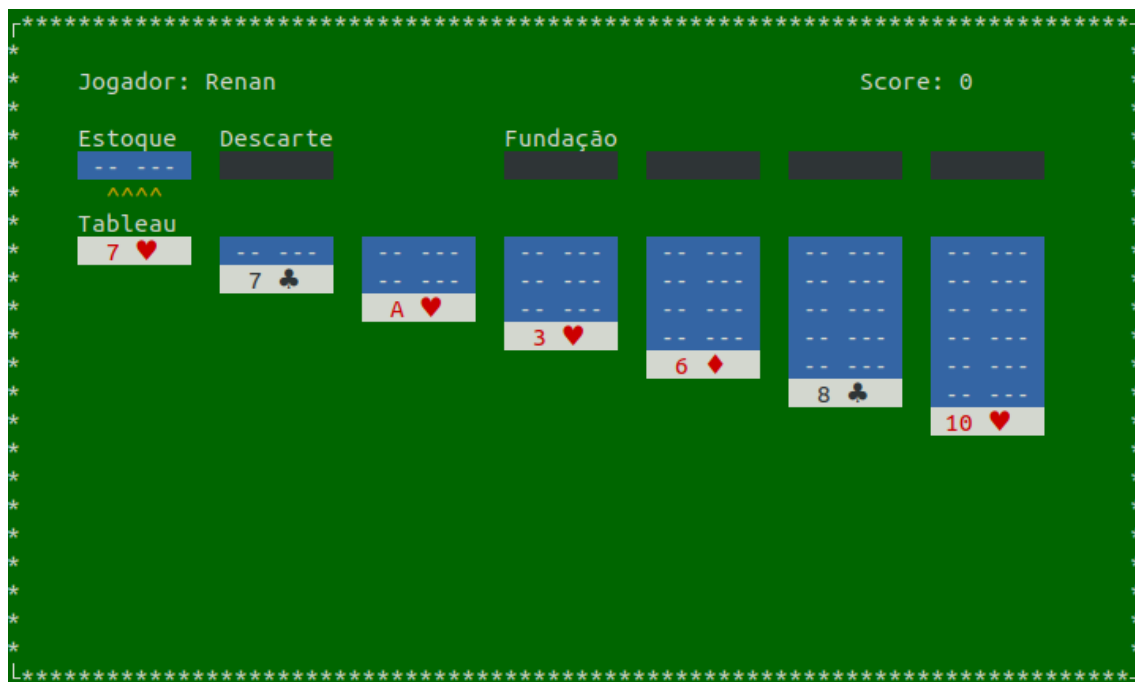 Jogador: Renan Score: 0
Estoque Descarte Fundação
-- ---
^^^^
Tableau
7 ♥ -- --- -- --- -- --- -- --- -- --- -- ---
7 ♣ -- --- -- --- -- --- -- --- -- ---
A ♥ -- --- -- --- -- --- -- ---
3 ♥ -- --- -- --- -- ---
6 ♦ -- --- -- ---
8 ♣ -- ---
10 ♥